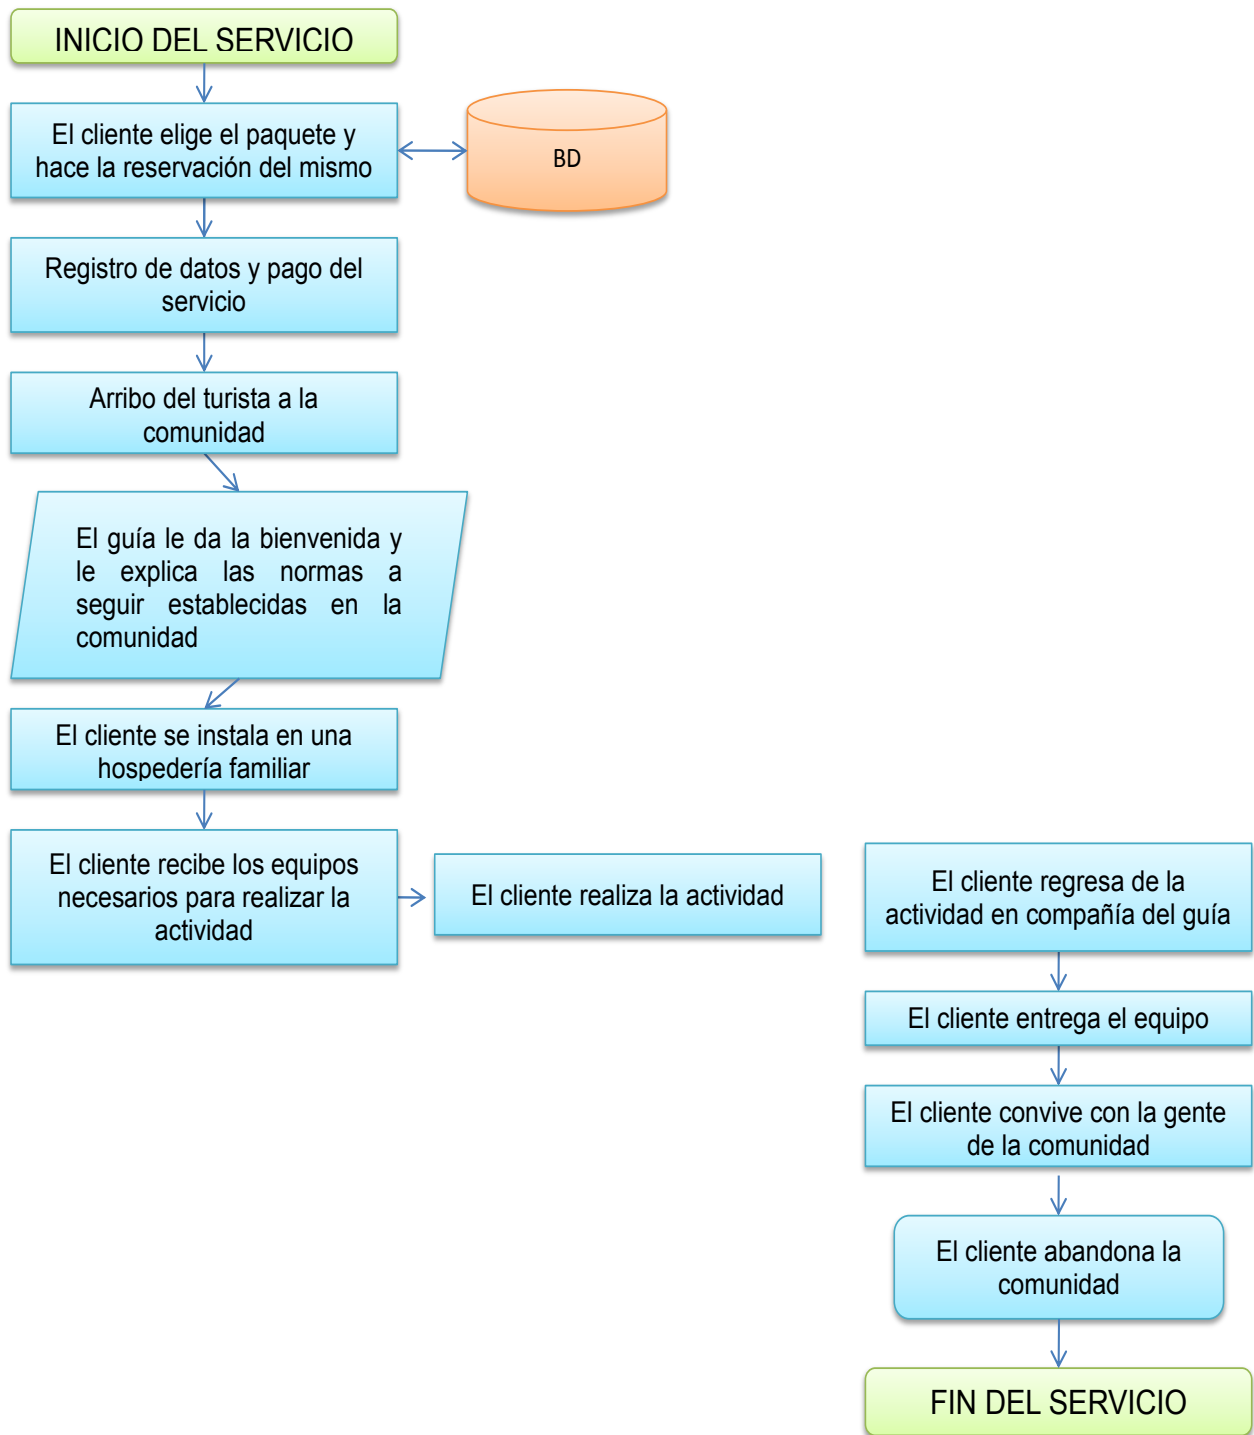 INICIO DEL SERVICIO
El cliente elige el paquete y
hace la reservación del mismo
BD
Registro de datos y pago del
servicio
Arribo del turista a la
comunidad
El guía le da la bienvenida y
le explica las normas a
seguir establecidas en la
comunidad
El cliente se instala en una
hospedería familiar
El cliente recibe los equipos
necesarios para realizar la
actividad
El cliente realiza la actividad
El cliente regresa de la
actividad en compañía del guía
El cliente entrega el equipo
El cliente convive con la gente
de la comunidad
El cliente abandona la
comunidad
FIN DEL SERVICIO